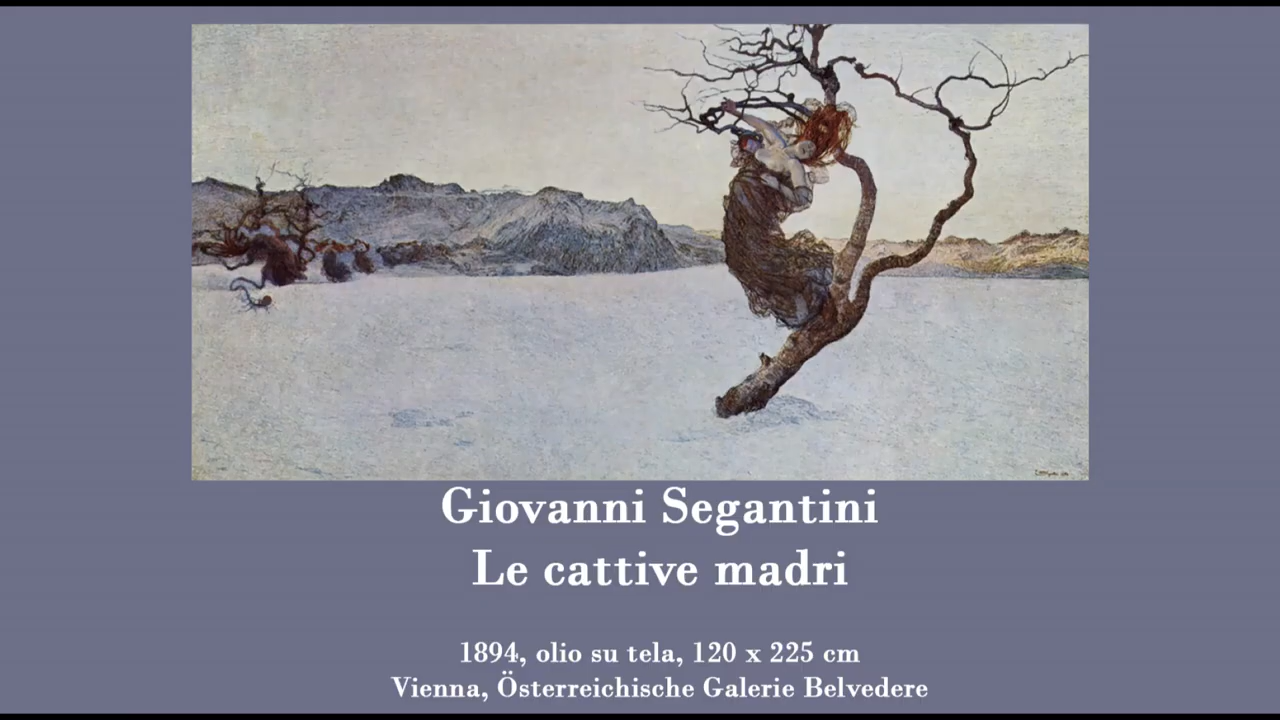 Giovanni Segantini
Le cattive madri
1894, olio su tela, 120 x 225 cm
Vienna, Österreichische Galerie Belvedere